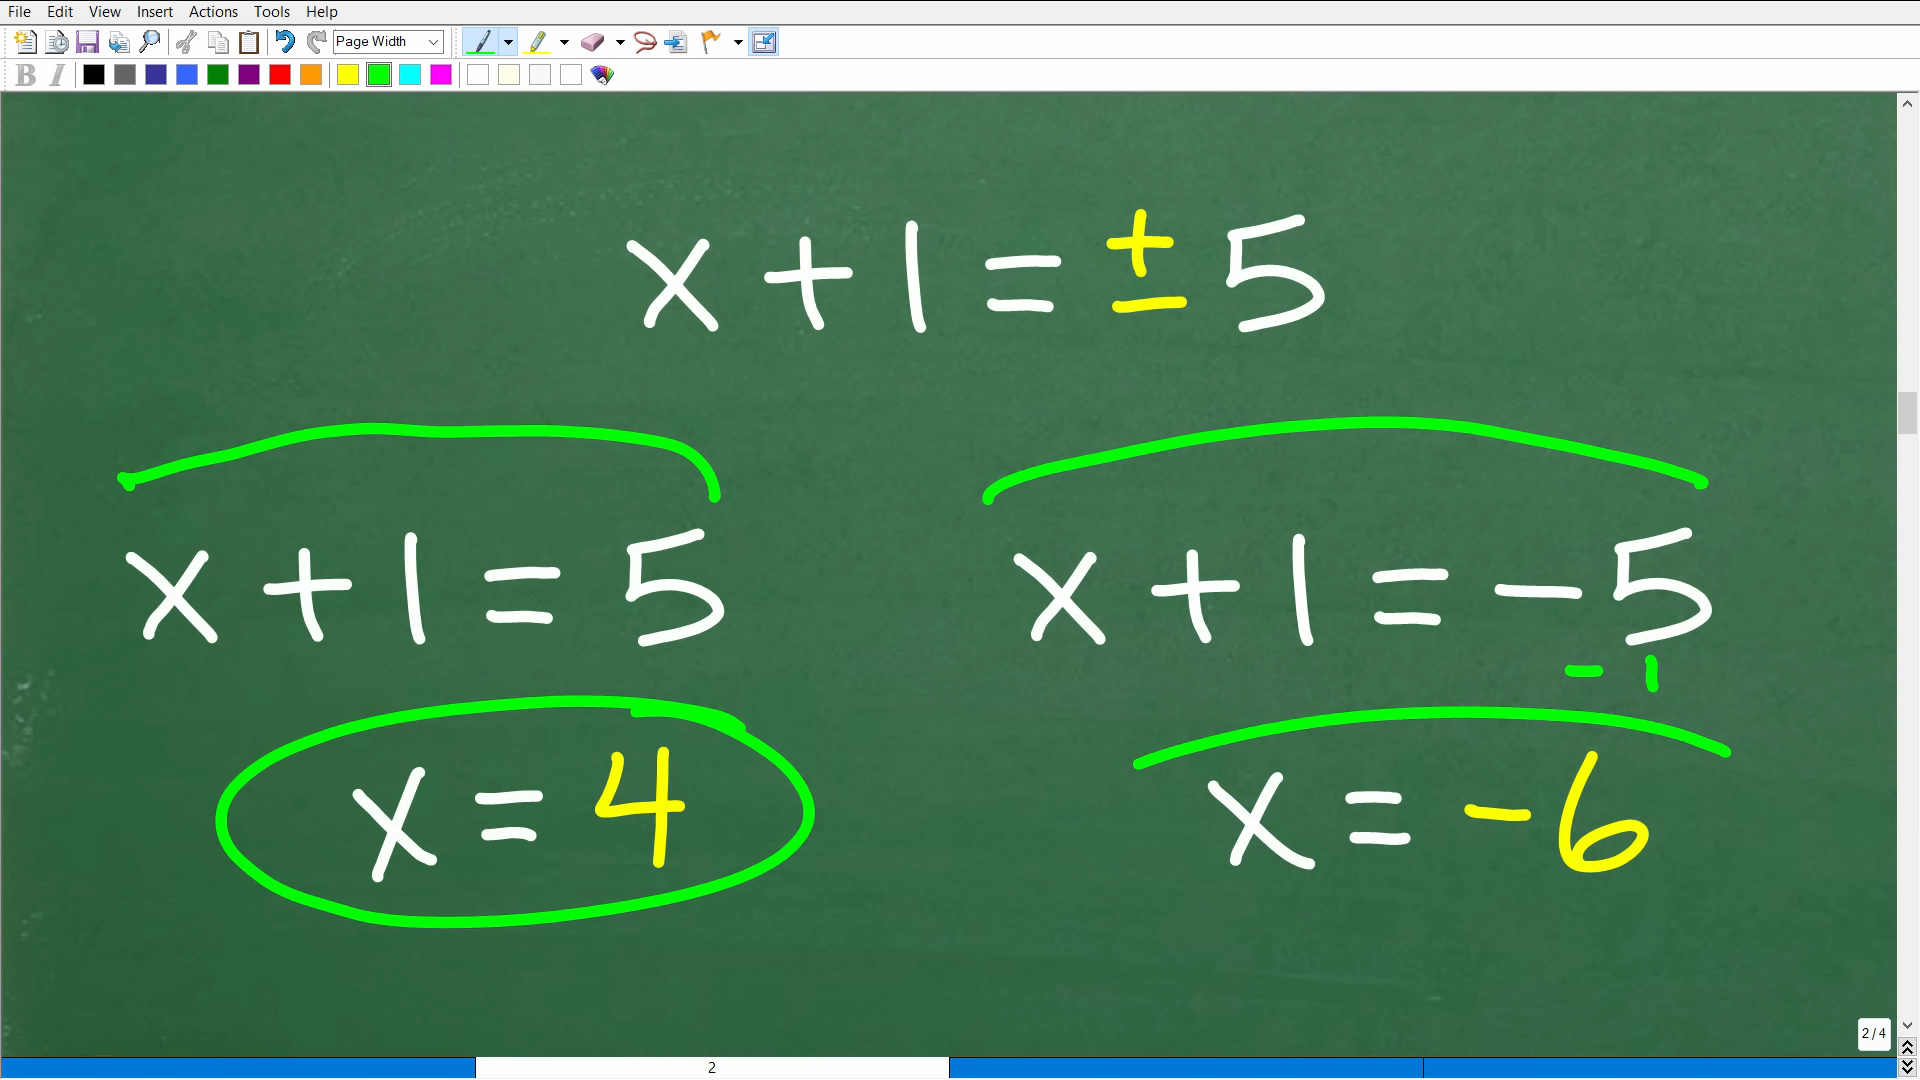 File Edit View Insert Actions Tools Help
Page Width
B I
x + 1 = ± 5
x + 1 = 5
x + 1 = - 5
- 1
x = 4
x = - 6
2 / 4
2